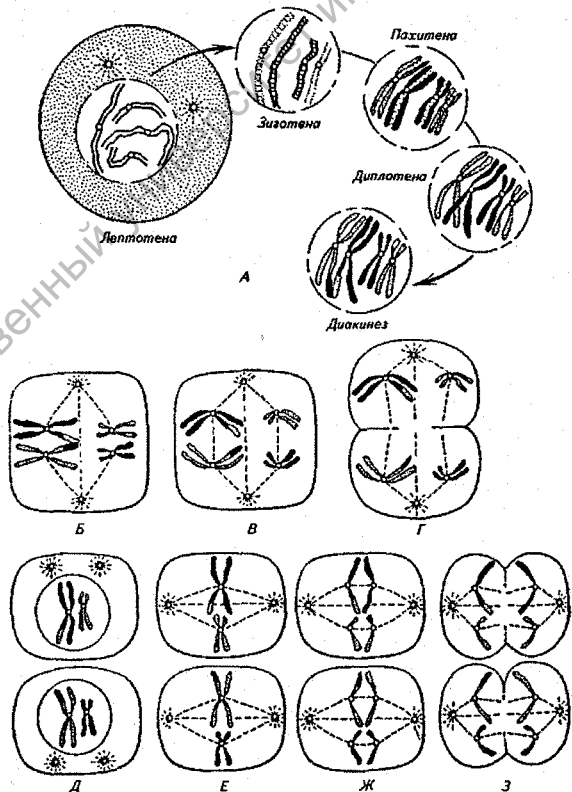 Пахитена
Зиготена
Диплотена
Лептотена
А
Диакинез
Б
В
Г
Д
Е
Ж
З